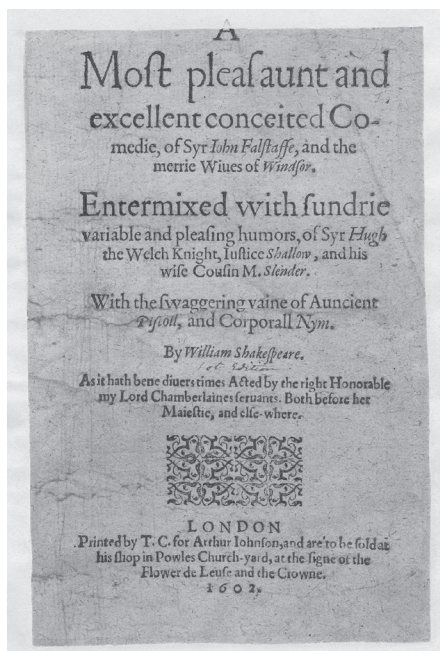 A
Moſt pleaſaunt and
excellent conceited Co-
medie, of Syr Iohn Falſtaffe, and the
merrie Wiues of Windſor.
Entermixed with ſundrie
variable and pleaſing humors, of Syr Hugh
the Welch Knight, Iuſtice Shallow, and his
wiſe Couſin M. Slender.
With the ſwaggering vaine of Auncient
Piſtoll, and Corporall Nym.
By William Shakeſpeare.
Edition
As it hath bene diuers times Acted by the right Honorable
my Lord Chamberlaines ſeruants. Both before her
Maieſtie, and elſe-where.
LONDON
Printed by T. C. for Arthur Iohnſon, and are to be ſold at
his ſhop in Powles Church-yard, at the ſigne of the
Flower de Leuſe and the Crowne.
1602.